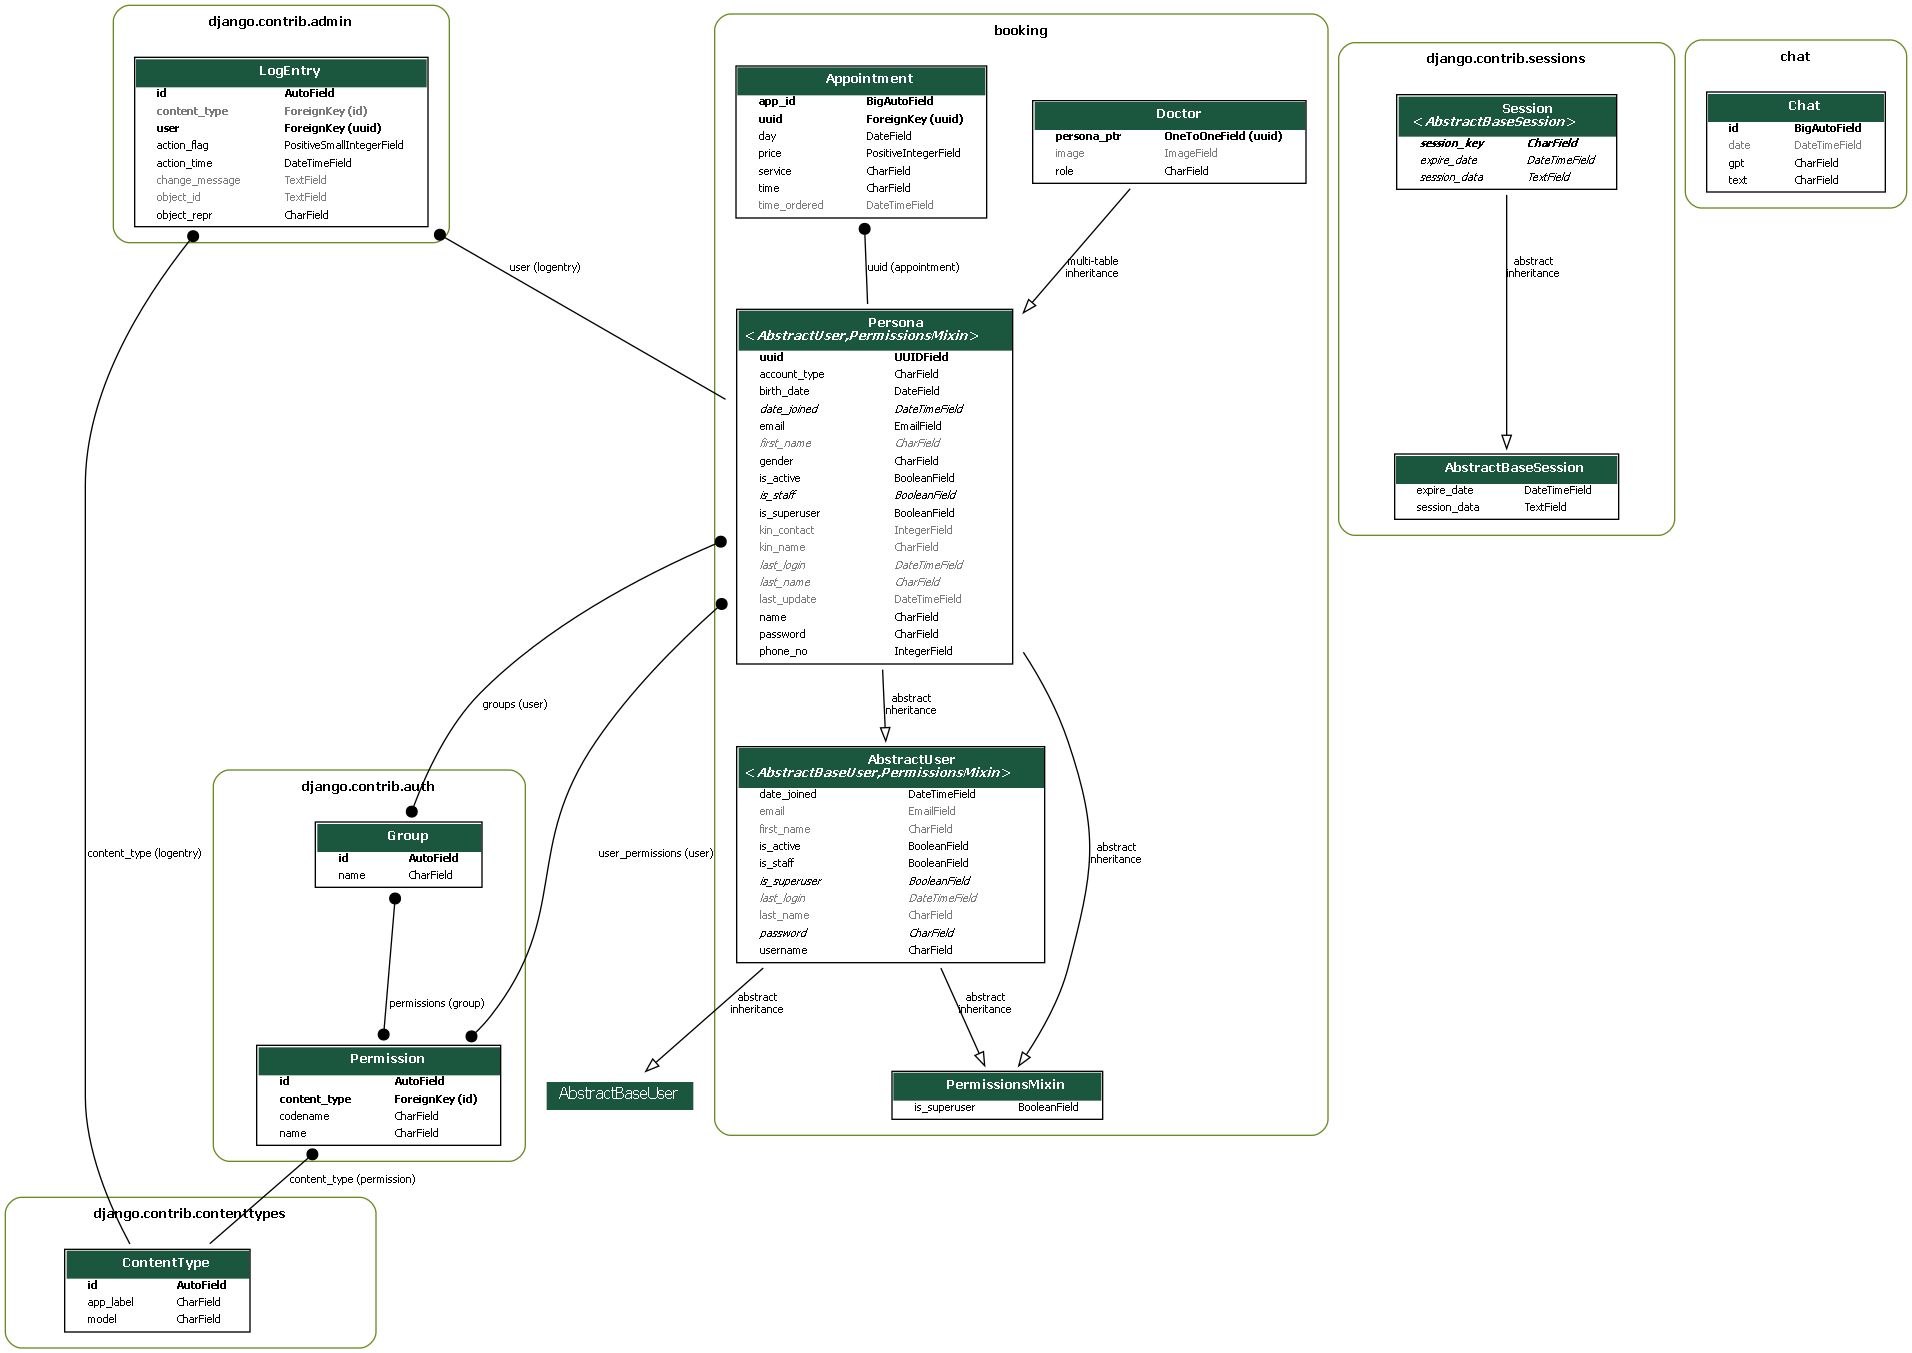 django.contrib.admin
LogEntry
id AutoField
content_type ForeignKey (id)
user ForeignKey (uuid)
action_flag PositiveSmallIntegerField
action_time DateTimeField
change_message TextField
object_id TextField
object_repr CharField
user (logentry)
content_type (logentry)
booking
Appointment
app_id BigAutoField
uuid ForeignKey (uuid)
day DateField
price PositiveIntegerField
service CharField
time CharField
time_ordered DateTimeField
uuid (appointment)
Doctor
persona_ptr OneToOneField (uuid)
image ImageField
role CharField
multi-table
inheritance
Persona
<AbstractUser,PermissionsMixin>
uuid UUIDField
account_type CharField
birth_date DateField
date_joined DateTimeField
email EmailField
first_name CharField
gender CharField
is_active BooleanField
is_staff BooleanField
is_superuser BooleanField
kin_contact IntegerField
kin_name CharField
last_login DateTimeField
last_name CharField
last_update DateTimeField
name CharField
password CharField
phone_no IntegerField
groups (user)
user_permissions (user)
abstract
inheritance
AbstractUser
<AbstractBaseUser,PermissionsMixin>
date_joined DateTimeField
email EmailField
first_name CharField
is_active BooleanField
is_staff BooleanField
is_superuser BooleanField
last_login DateTimeField
last_name CharField
password CharField
username CharField
abstract
inheritance
abstract
inheritance
abstract
inheritance
AbstractBaseUser
PermissionsMixin
is_superuser BooleanField
django.contrib.sessions
Session
<AbstractBaseSession>
session_key CharField
expire_date DateTimeField
session_data TextField
abstract
inheritance
AbstractBaseSession
expire_date DateTimeField
session_data TextField
chat
Chat
id BigAutoField
date DateTimeField
gpt CharField
text CharField
django.contrib.auth
Group
id AutoField
name CharField
permissions (group)
Permission
id AutoField
content_type ForeignKey (id)
codename CharField
name CharField
content_type (permission)
django.contrib.contenttypes
ContentType
id AutoField
app_label CharField
model CharField